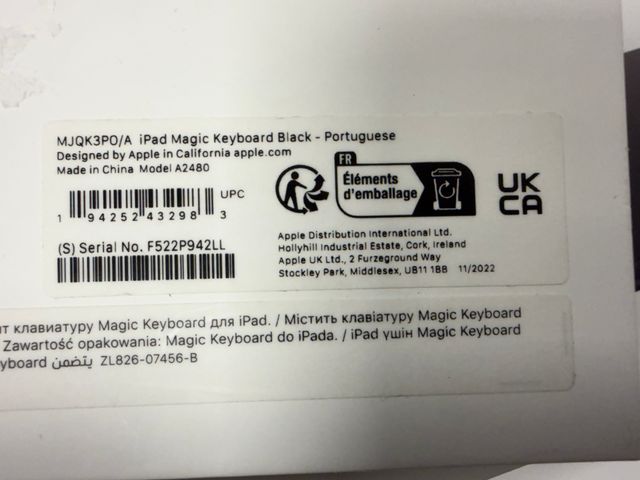 MJQK3PO/A iPad Magic Keyboard Black - Portuguese
Designed by Apple in California apple.com
Made in China Model A2480
UPC
1 94252 43298 3
(S) Serial No. F522P942LL
FR
Éléments
d'emballage
UK
CA
Apple Distribution International Ltd.
Hollyhill Industrial Estate, Cork, Ireland
Apple UK Ltd., 2 Furzeground Way
Stockley Park, Middlesex, UB11 1BB 11/2022
клавиатуру Magic Keyboard для iPad. / Містить клавіатуру Magic Keyboard
Zawartość opakowania: Magic Keyboard do iPada. / iPad үшін Magic Keyboard
يتضمن ZL826-07456-B